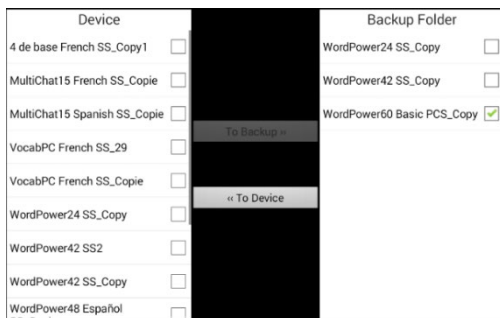 Device
4 de base French SS_Copy1
MultiChat15 French SS_Copie
MultiChat15 Spanish SS_Copie
VocabPC French SS_29
VocabPC French SS_Copie
WordPower24 SS_Copy
WordPower42 SS2
WordPower42 SS_Copy
WordPower48 Español
To Backup »
« To Device
Backup Folder
WordPower24 SS_Copy
WordPower42 SS_Copy
WordPower60 Basic PCS_Copy